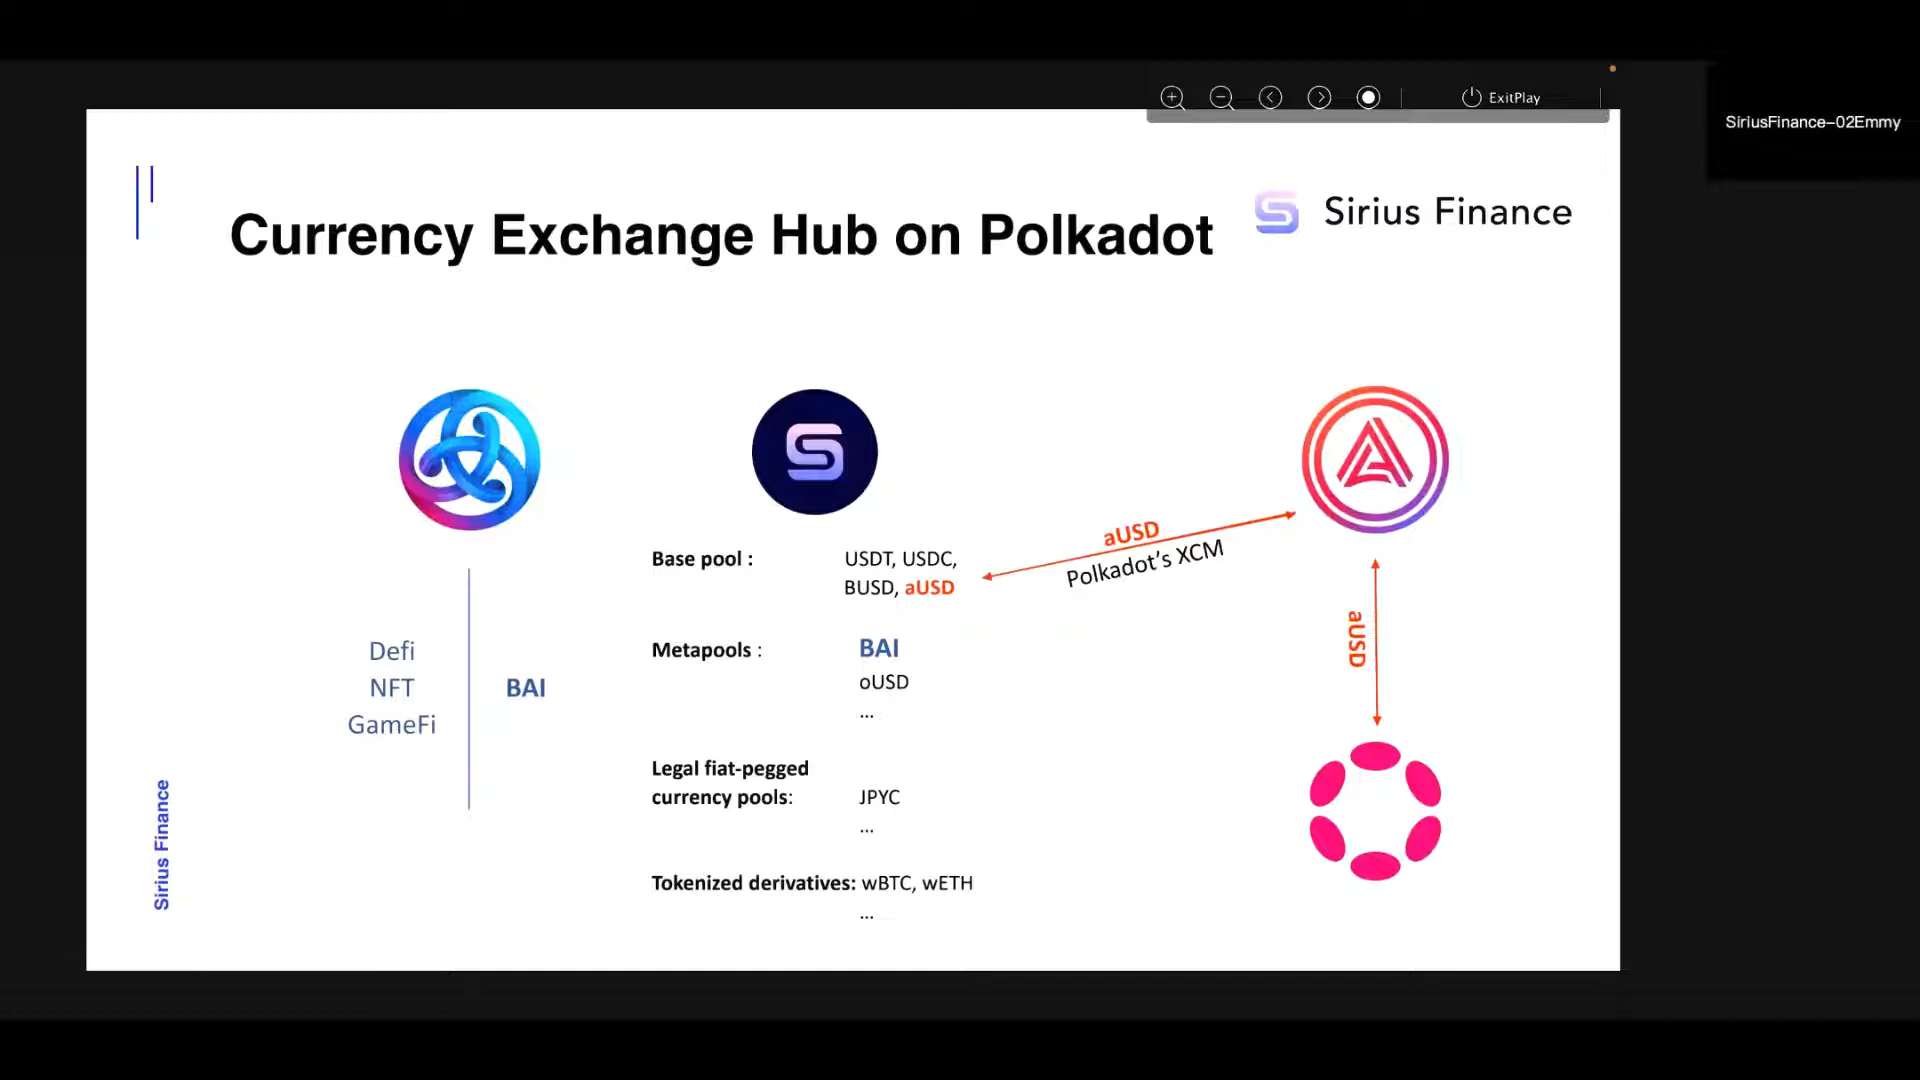 ExitPlay
SiriusFinance-02Emmy
Currency Exchange Hub on Polkadot
Sirius Finance
Defi
NFT
GameFi
BAI
Base pool : USDT, USDC,
BUSD, aUSD
Metapools : BAI
oUSD
...
Legal fiat-pegged
currency pools: JPYC
...
Tokenized derivatives: wBTC, wETH
...
aUSD
Polkadot's XCM
aUSD
Sirius Finance